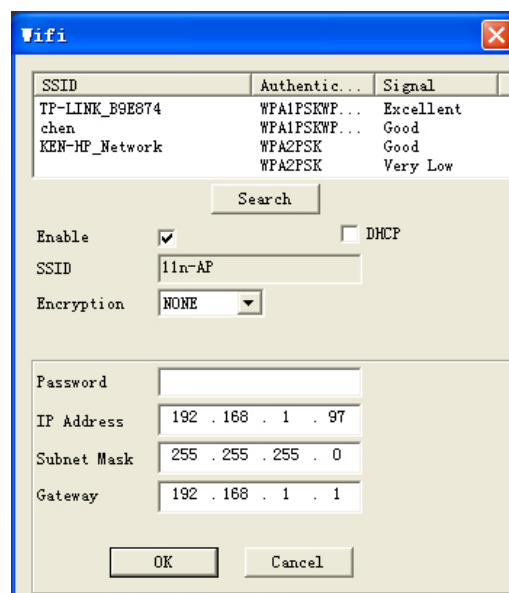 Wifi
SSID Authentic... Signal
TP-LINK_B9E874 WPA1PSKWP... Excellent
chen WPA1PSKWP... Good
KEN-HP_Network WPA2PSK Good
WPA2PSK Very Low
Search
Enable DHCP
SSID 11n-AP
Encryption NONE
Password
IP Address 192 . 168 . 1 . 97
Subnet Mask 255 . 255 . 255 . 0
Gateway 192 . 168 . 1 . 1
OK Cancel